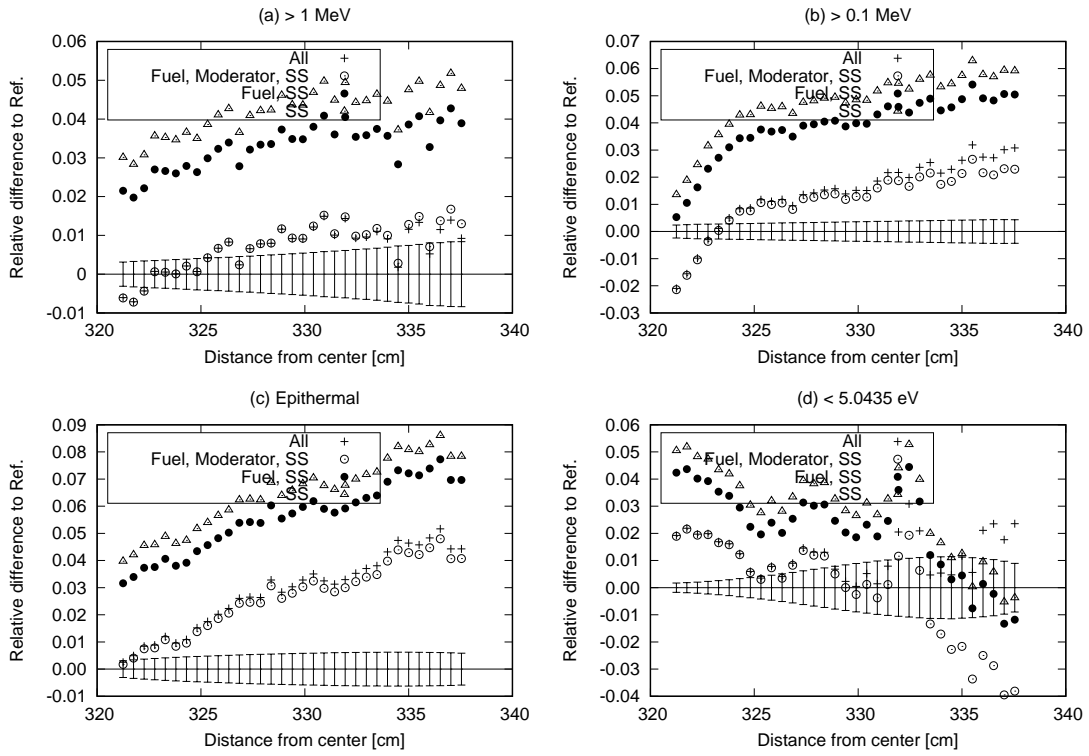 (a) > 1 MeV
0.06
0.05
0.04
0.03
0.02
0.01
0
-0.01
320
325
330
335
340
Distance from center [cm]
Relative difference to Ref.
All
Fuel, Moderator, SS
Fuel, SS
SS
(b) > 0.1 MeV
0.07
0.06
0.05
0.04
0.03
0.02
0.01
0.00
-0.01
-0.02
-0.03
320
325
330
335
340
Distance from center [cm]
Relative difference to Ref.
All
Fuel, Moderator, SS
Fuel, SS
SS
(c) Epithermal
0.09
0.08
0.07
0.06
0.05
0.04
0.03
0.02
0.01
0.00
-0.01
320
325
330
335
340
Distance from center [cm]
Relative difference to Ref.
All
Fuel, Moderator, SS
Fuel, SS
SS
(d) < 5.0435 eV
0.06
0.05
0.04
0.03
0.02
0.01
0.00
-0.01
-0.02
-0.03
-0.04
320
325
330
335
340
Distance from center [cm]
Relative difference to Ref.
All
Fuel, Moderator, SS
Fuel, SS
SS